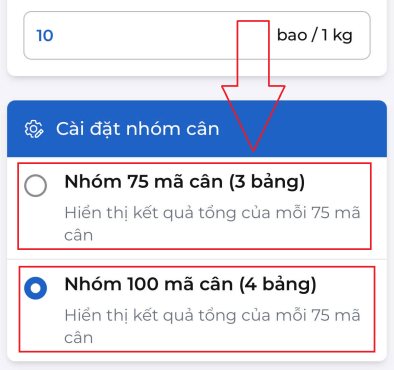 10 bao / 1 kg
Cài đặt nhóm cân
Nhóm 75 mã cân (3 bảng)
Hiển thị kết quả tổng của mỗi 75 mã
cân
Nhóm 100 mã cân (4 bảng)
Hiển thị kết quả tổng của mỗi 75 mã
cân